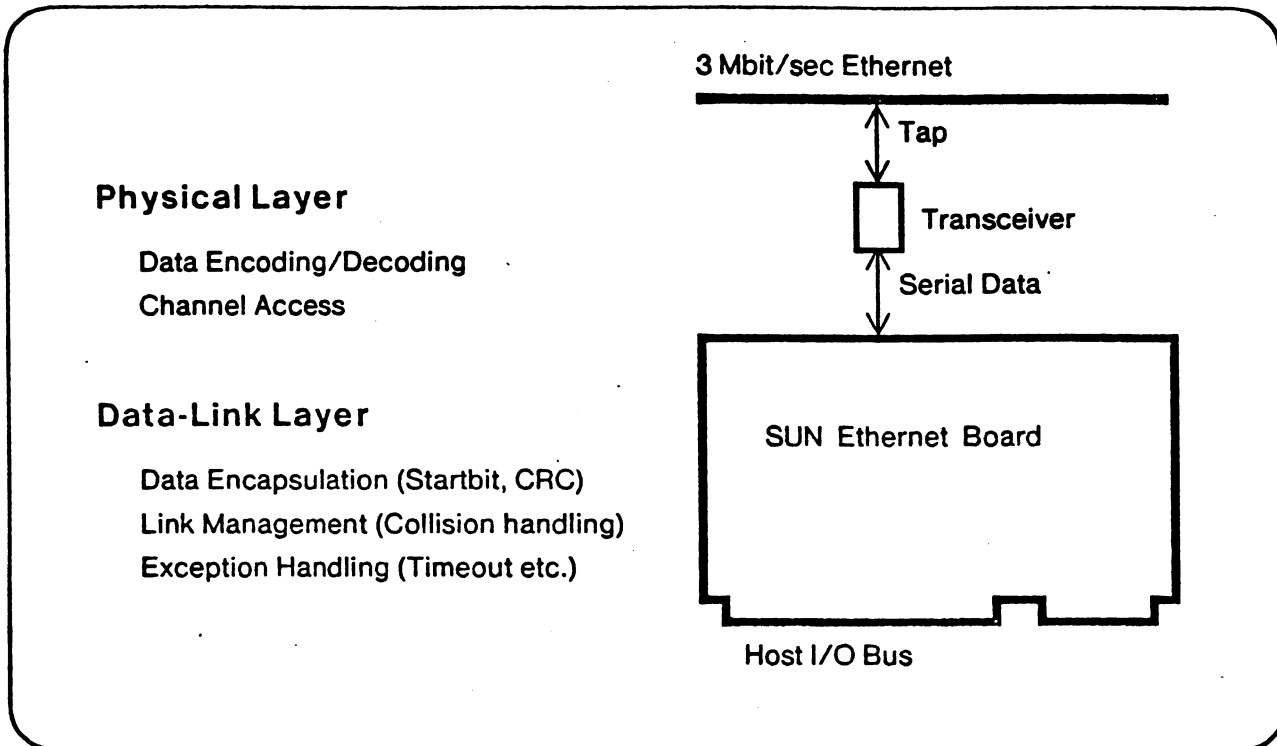 3 Mbit/sec Ethernet
Tap
Physical Layer
Transceiver
Data Encoding/Decoding
Serial Data
Channel Access
Data-Link Layer
SUN Ethernet Board
Data Encapsulation (Startbit, CRC)
Link Management (Collision handling)
Exception Handling (Timeout etc.)
Host I/O Bus